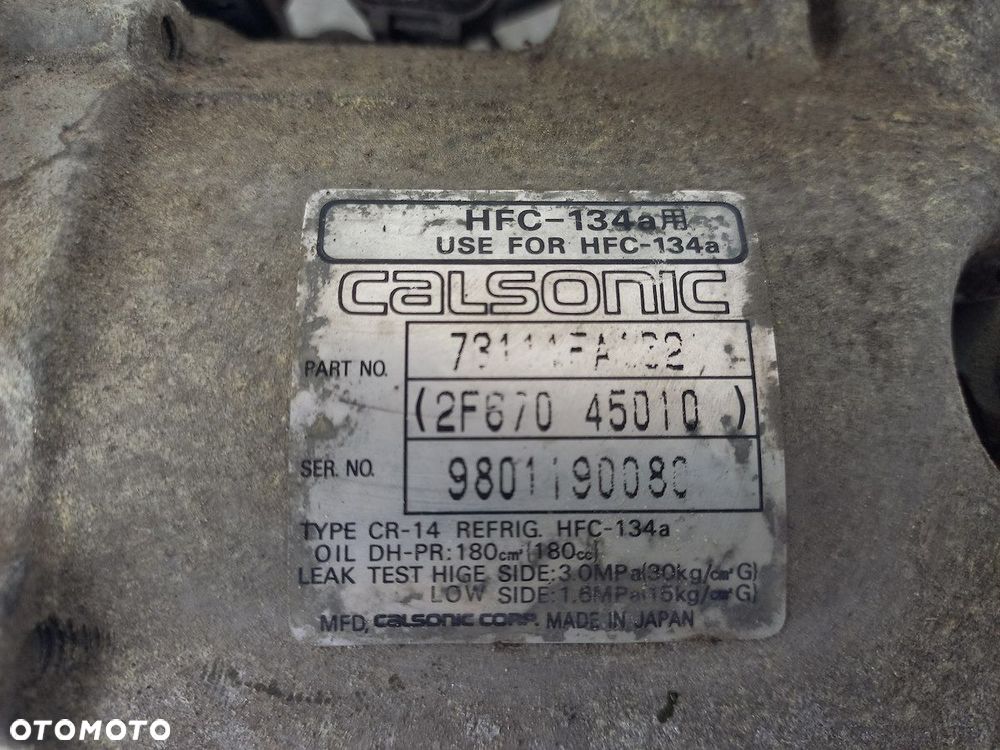 HFC-134a用
USE FOR HFC-134a
calsonic
PART NO.
(2F670 45010 )
SER. NO.
TYPE CR-14 REFRIG. HFC-134a
OIL DH-PR:180cm³(180cc)
LEAK TEST HIGE SIDE:3.0MPa(30kg/cm²G)
LOW SIDE:1.6MPa(15kg/cm²G)
MFD, calsonic corp. MADE IN JAPAN
OTOMOTO